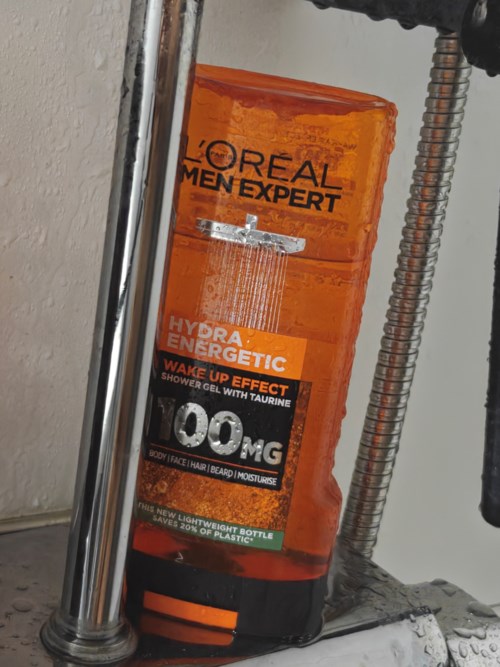 L'ORÉAL
MEN EXPERT
HYDRA
ENERGETIC
WAKE UP EFFECT
SHOWER GEL WITH TAURINE
100MG
BODY | FACE | HAIR | BEARD | MOISTURISE
THIS NEW LIGHTWEIGHT BOTTLE
SAVES 20% OF PLASTIC*